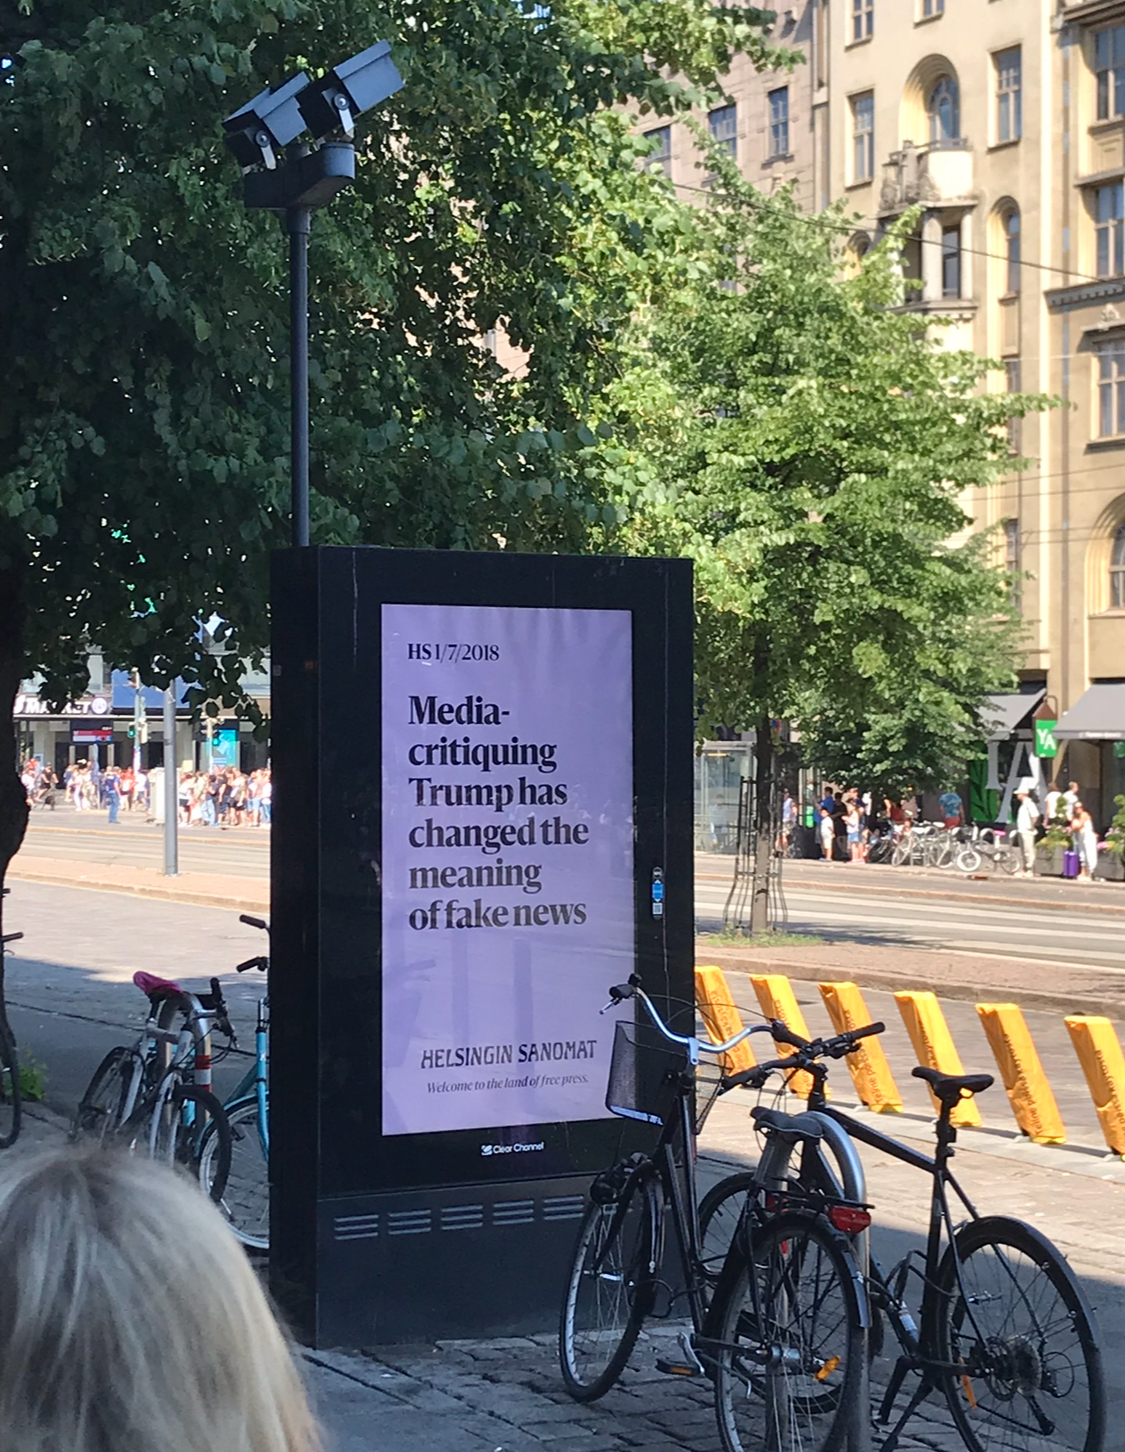 HS 1/7/2018
Media-
critiquing
Trump has
changed the
meaning
of fake news
HELSINGIN SANOMAT
Welcome to the land of free press.
Clear Channel
YA